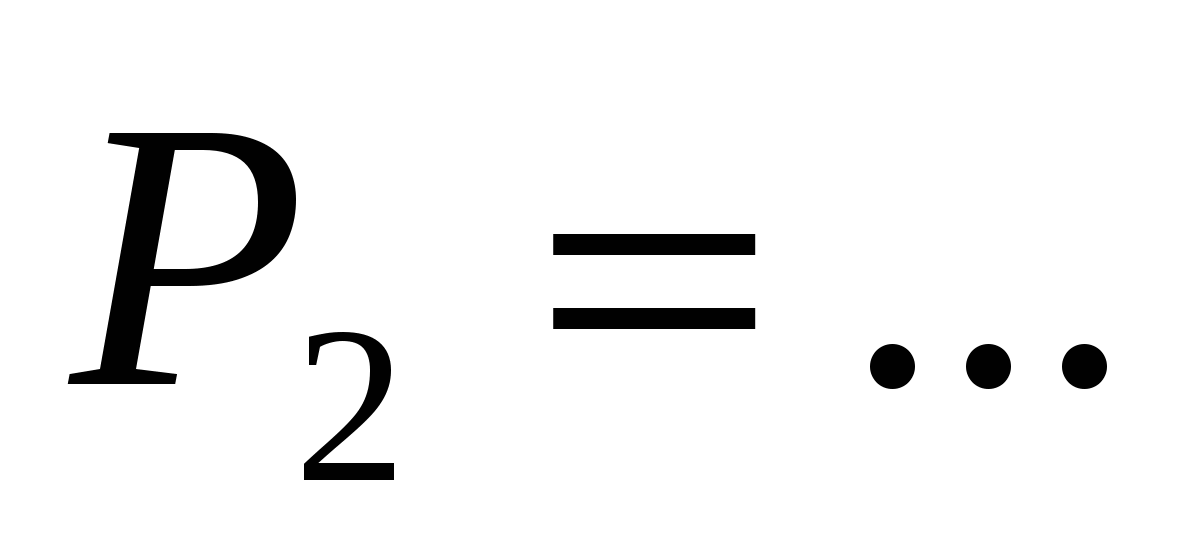 P₂ = ...